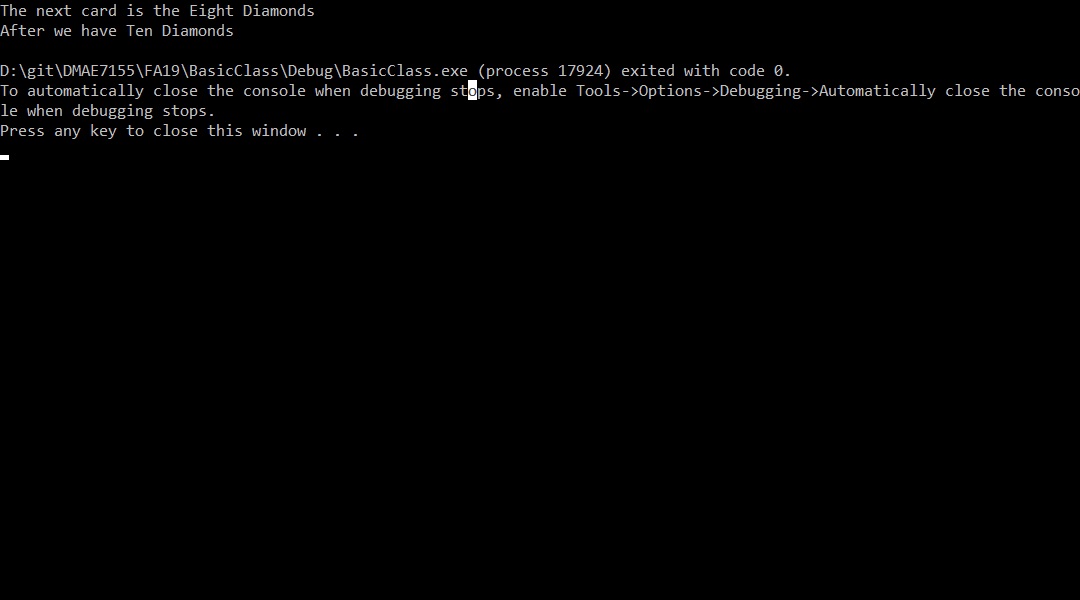 The next card is the Eight Diamonds
After we have Ten Diamonds
D:\git\DMAE7155\FA19\BasicClass\Debug\BasicClass.exe (process 17924) exited with code 0.
To automatically close the console when debugging stops, enable Tools->Options->Debugging->Automatically close the conso
le when debugging stops.
Press any key to close this window . . .